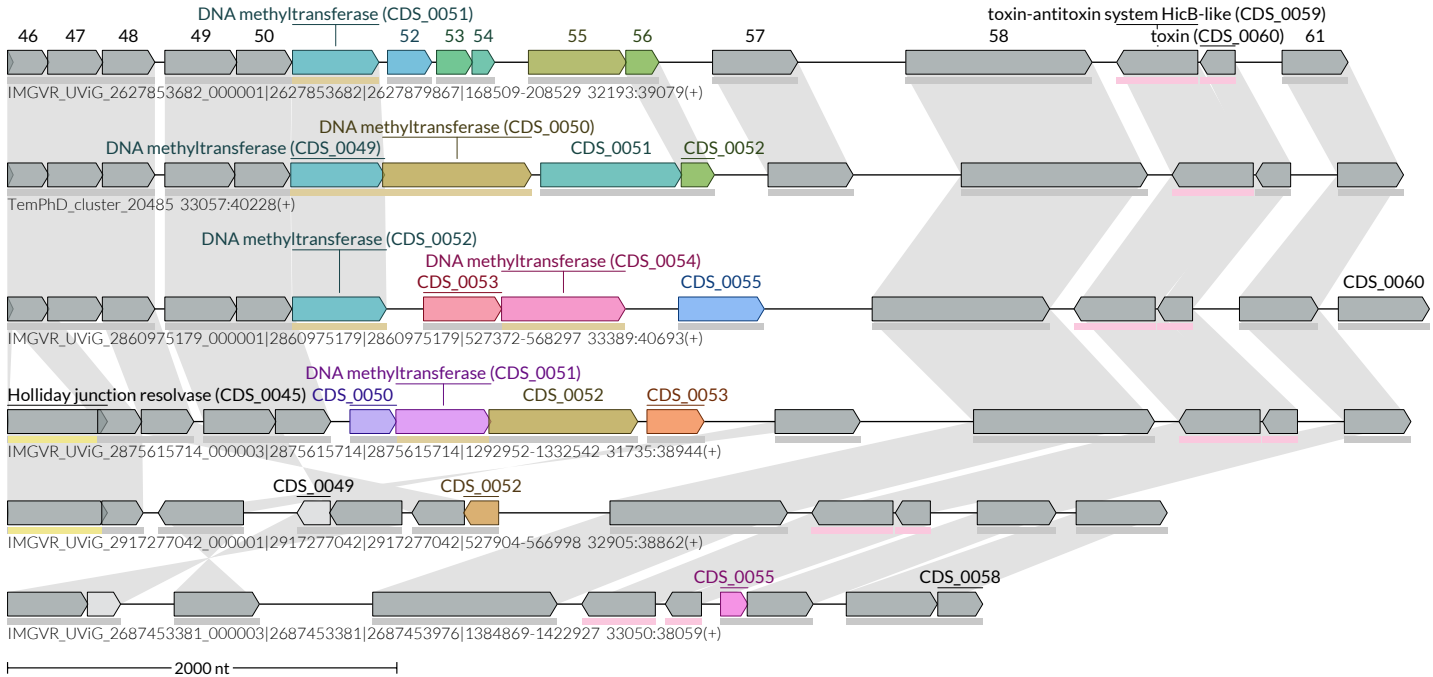 DNA methyltransferase (CDS_0051) toxin-antitoxin system HicB-like (CDS_0059)
46 47 48 49 50 52 53 54 55 56 57 58 toxin (CDS_0060) 61
IMGVR_UViG_2627853682_000001|2627853682|2627879867|168509-208529 32193:39079(+)
DNA methyltransferase (CDS_0050)
DNA methyltransferase (CDS_0049) CDS_0051 CDS_0052
TemPhD_cluster_20485 33057:40228(+)
DNA methyltransferase (CDS_0052)
DNA methyltransferase (CDS_0054)
CDS_0053 CDS_0055 CDS_0060
IMGVR_UViG_2860975179_000001|2860975179|2860975179|527372-568297 33389:40693(+)
DNA methyltransferase (CDS_0051)
Holliday junction resolvase (CDS_0045) CDS_0050 CDS_0052 CDS_0053
IMGVR_UViG_2875615714_000003|2875615714|2875615714|1292952-1332542 31735:38944(+)
CDS_0049 CDS_0052
IMGVR_UViG_2917277042_000001|2917277042|2917277042|527904-566998 32905:38862(+)
CDS_0055 CDS_0058
IMGVR_UViG_2687453381_000003|2687453381|2687453976|1384869-1422927 33050:38059(+)
2000 nt